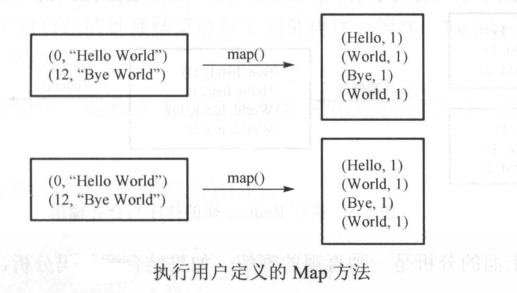 (0, “Hello World”)
(12, “Bye World”)
map()
(Hello, 1)
(World, 1)
(Bye, 1)
(World, 1)
(0, “Hello World”)
(12, “Bye World”)
map()
(Hello, 1)
(World, 1)
(Bye, 1)
(World, 1)
执行用户定义的 Map 方法